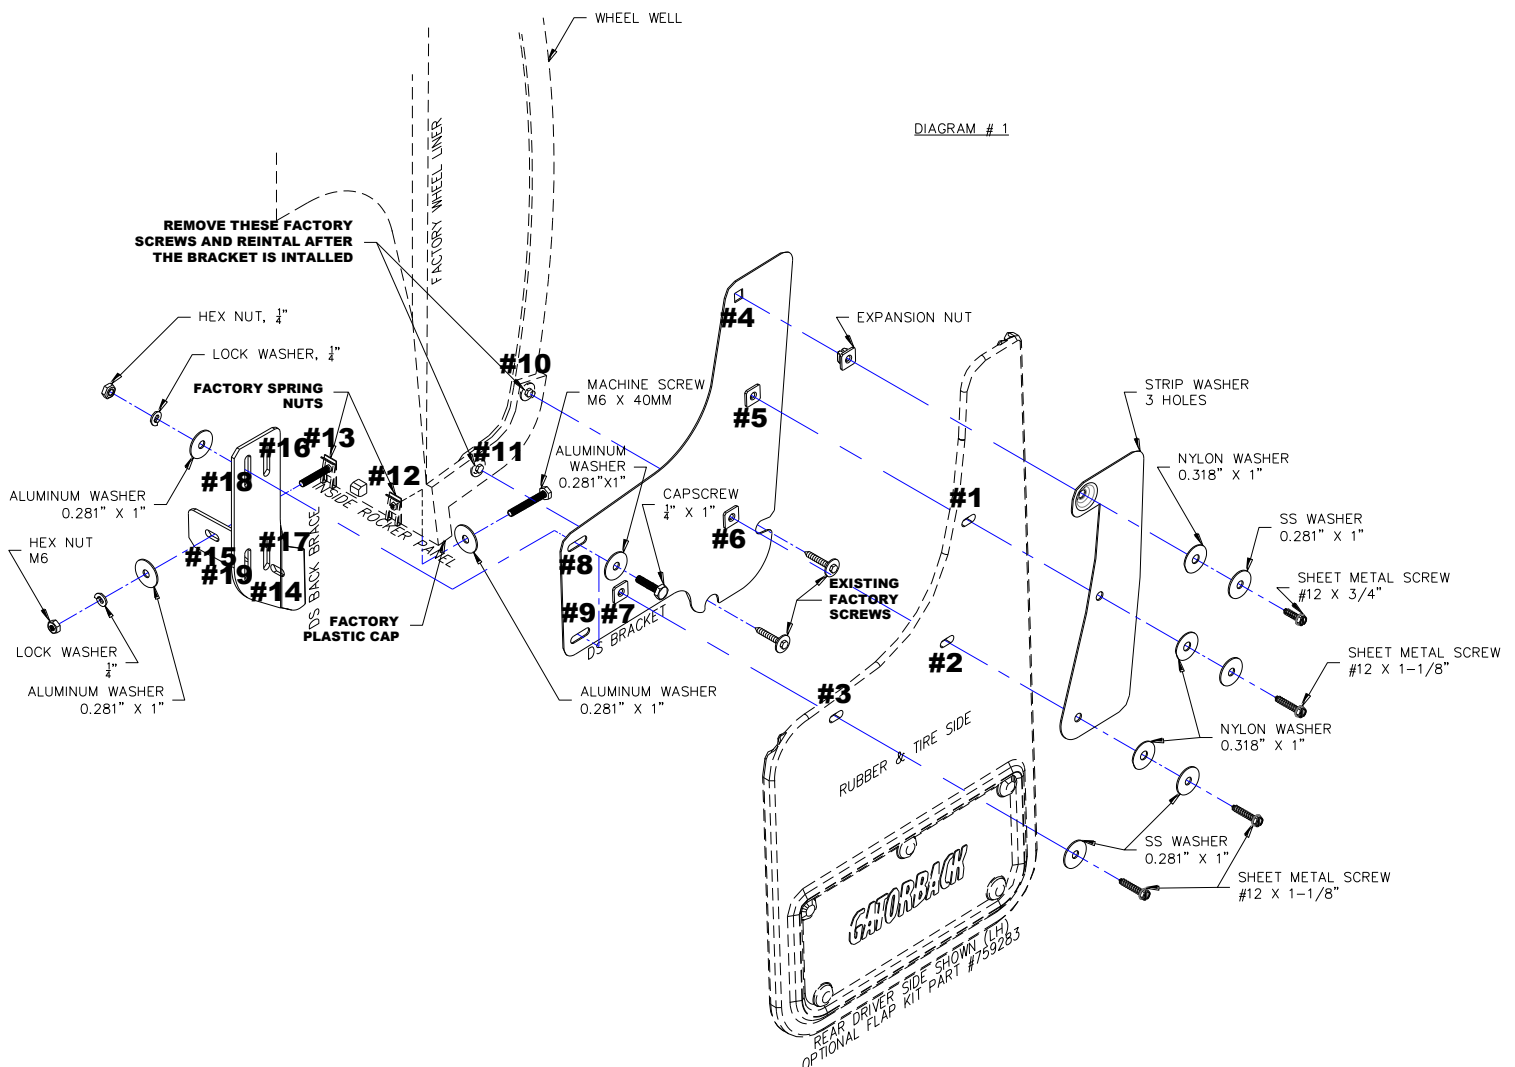 WHEEL WELL
DIAGRAM # 1
FACTORY WHEEL LINER
REMOVE THESE FACTORY
SCREWS AND REINTAL AFTER
THE BRACKET IS INTALLED
#4
HEX NUT, 1/4"
EXPANSION NUT
LOCK WASHER, 1/4"
#10
FACTORY SPRING
NUTS
MACHINE SCREW
M6 X 40MM
STRIP WASHER
3 HOLES
#5
#16
#13
#11
#12
#18
ALUMINUM
WASHER
0.281"X1"
NYLON WASHER
0.318" X 1"
ALUMINUM WASHER
0.281" X 1"
INSIDE ROCKER PANEL
CAPSCREW
1/4" X 1"
#1
#6
SS WASHER
0.281" X 1"
HEX NUT
M6
#17
#15
#19
#14
DS BACK BRACE
#8
#9
#7
EXISTING
FACTORY
SCREWS
SHEET METAL SCREW
#12 X 3/4"
FACTORY
PLASTIC CAP
DS BRACKET
#2
LOCK WASHER
1/4"
SHEET METAL SCREW
#12 X 1-1/8"
ALUMINUM WASHER
0.281" X 1"
ALUMINUM WASHER
0.281" X 1"
#3
NYLON WASHER
0.318" X 1"
RUBBER & TIRE SIDE
SS WASHER
0.281" X 1"
SHEET METAL SCREW
#12 X 1-1/8"
GATORBACK
REAR DRIVER SIDE SHOWN (LH)
OPTIONAL FLAP KIT PART #759283